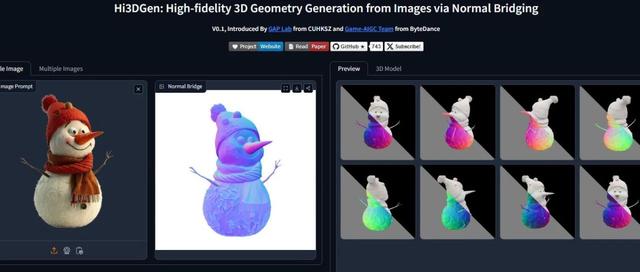 Hi3DGen: High-fidelity 3D Geometry Generation from Images via Normal Bridging
V0.1, Introduced By GAP Lab from CUHKSZ and Game-AIGC Team from ByteDance
Project Website Read Paper GitHub ★ 743 X Subscribe!
le Image Multiple Images
mage Prompt
Normal Bridge
Preview 3D Model